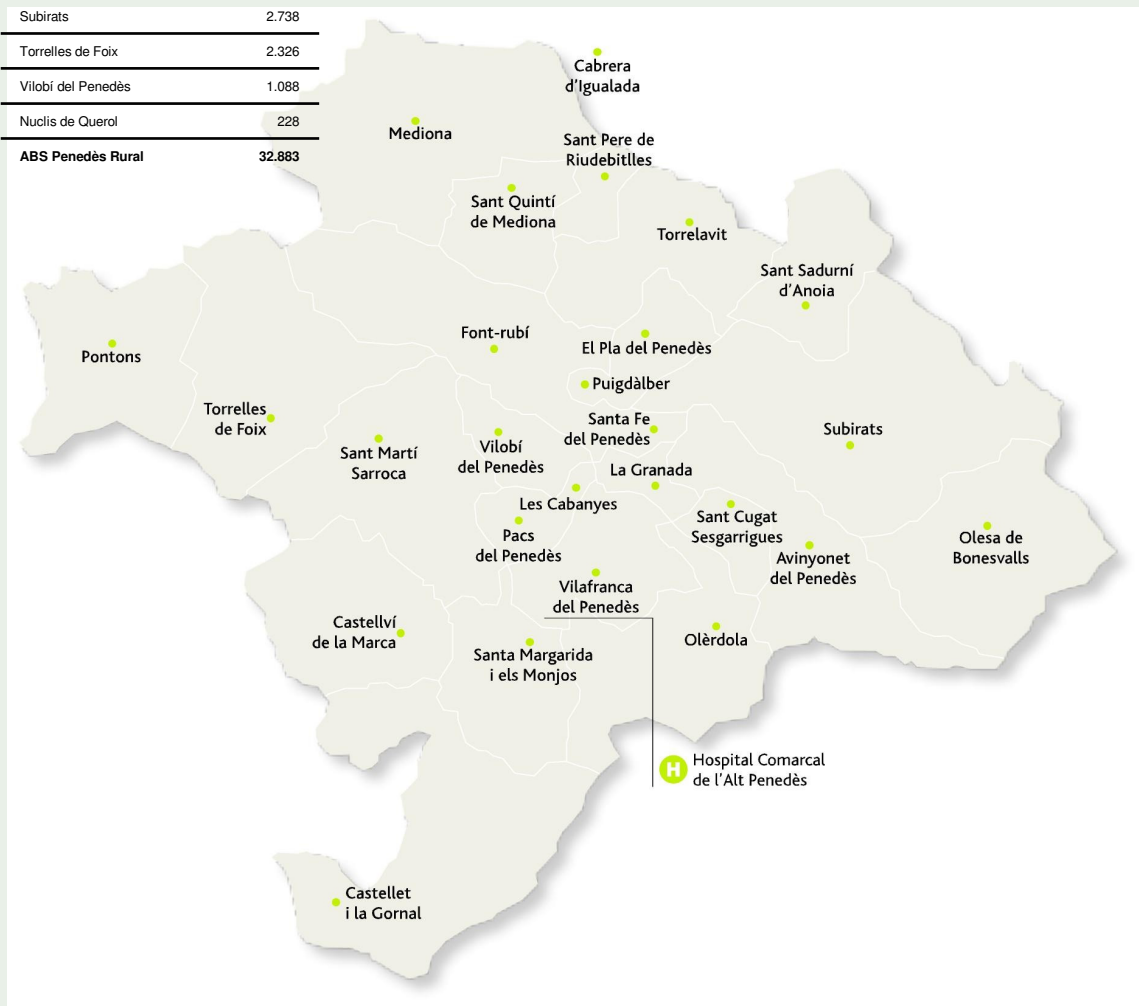 Subirats 2.738
Torrelles de Foix 2.326
Vilobí del Penedès 1.088
Nuclis de Querol 228
ABS Penedès Rural 32.883
Cabrera
d'Igualada
Mediona
Sant Pere de
Riudebitlles
Sant Quintí
de Mediona
Torrelavit
Sant Sadurní
d'Anoia
Font-rubí
El Pla del Penedès
Pontons
Puigdàlber
Torrelles
de Foix
Santa Fe
del Penedès
Subirats
Sant Martí
Sarroca
Vilobí
del Penedès
La Granada
Les Cabanyes
Sant Cugat
Sesgarrigues
Pacs
del Penedès
Olesa de
Bonesvalls
Avinyonet
del Penedès
Vilafranca
del Penedès
Castellví
de la Marca
Olèrdola
Santa Margarida
i els Monjos
H Hospital Comarcal
de l'Alt Penedès
Castellet
i la Gornal